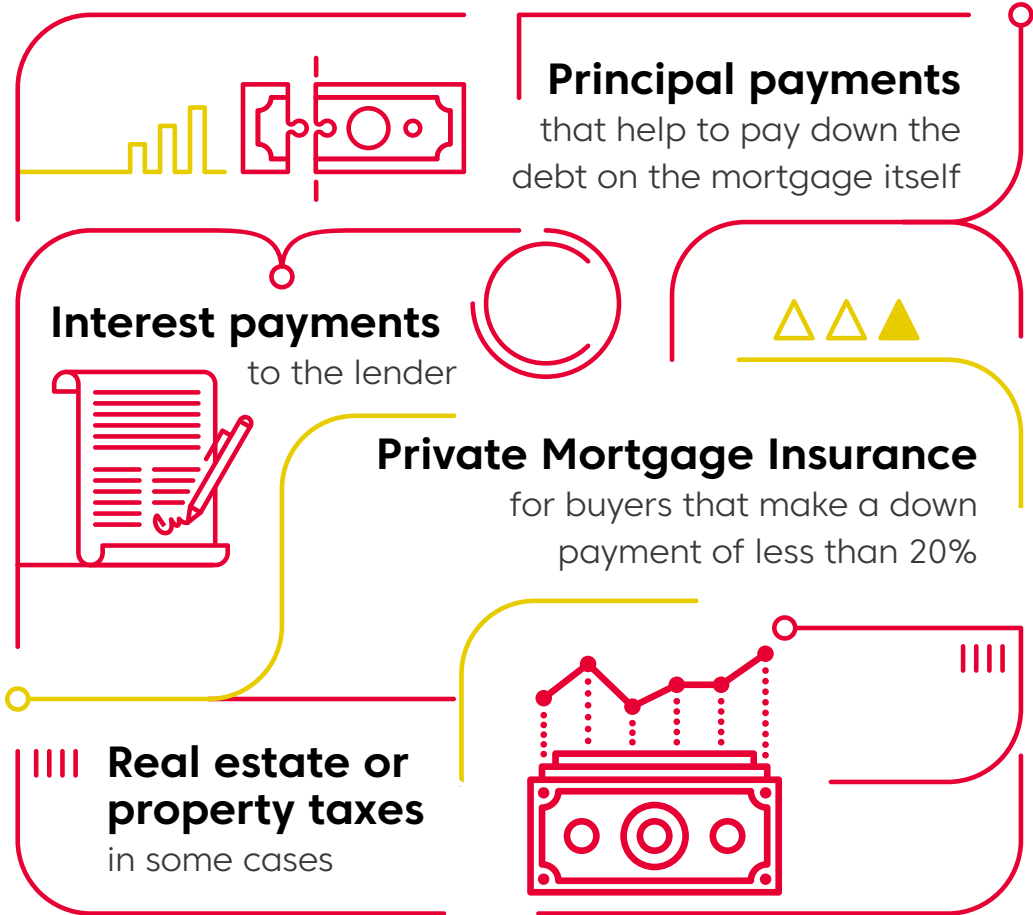 Principal payments
that help to pay down the
debt on the mortgage itself
Interest payments
to the lender
Private Mortgage Insurance
for buyers that make a down
payment of less than 20%
Real estate or
property taxes
in some cases